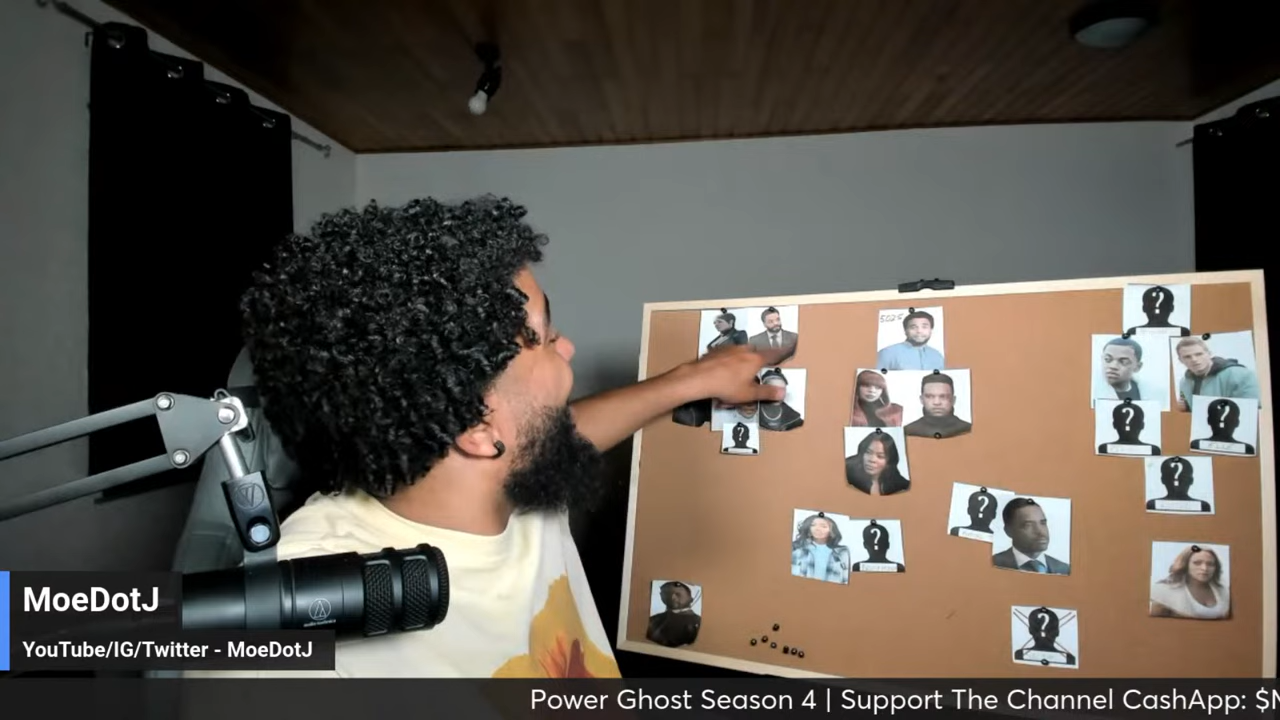 MoeDotJ
YouTube/IG/Twitter - MoeDotJ
Power Ghost Season 4 | Support The Channel CashApp: $